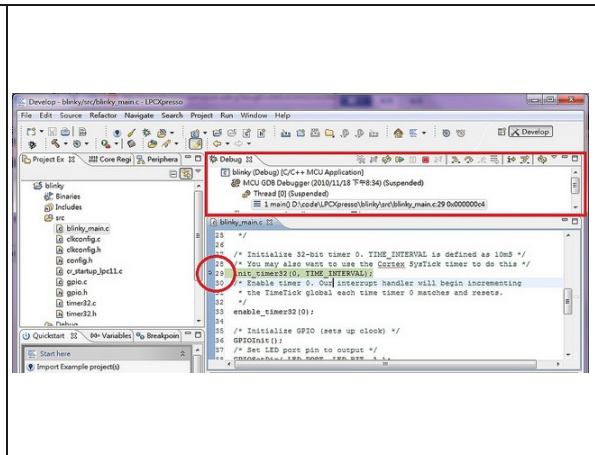 Develop - blinky/src/blinky_main.c - LPCXpresso
File Edit Source Refactor Navigate Search Project Run Window Help
Develop
Project Ex Core Regi Periphera
Debug
blinky (Debug) [C/C++ MCU Application]
MCU GDB Debugger (2010/11/18 下午8:34) (Suspended)
Thread [0] (Suspended)
1 main() D:\code\LPCXpresso\blinky\src\blinky_main.c:29 0x000000c4
blinky
Binaries
Includes
src
blinky_main.c
clkconfig.c
clkconfig.h
config.h
cr_startup_lpc11.c
gpio.c
gpio.h
timer32.c
timer32.h
Debug
blinky_main.c
25 */
26
27 /* Initialize 32-bit timer 0. TIME_INTERVAL is defined as 10mS */
28 /* You may also want to use the Cortex SysTick timer to do this */
29 init_timer32(0, TIME_INTERVAL);
30 /* Enable timer 0. Our interrupt handler will begin incrementing
31 * the TimeTick global each time timer 0 matches and resets.
32 */
33 enable_timer32(0);
34
35 /* Initialize GPIO (sets up clock) */
36 GPIOInit();
37 /* Set LED port pin to output */
38 GPIOSetDir( LED_PORT, LED_BIT, 1 );
Quickstart Variables Breakpoin
Start here
Import Example project(s)